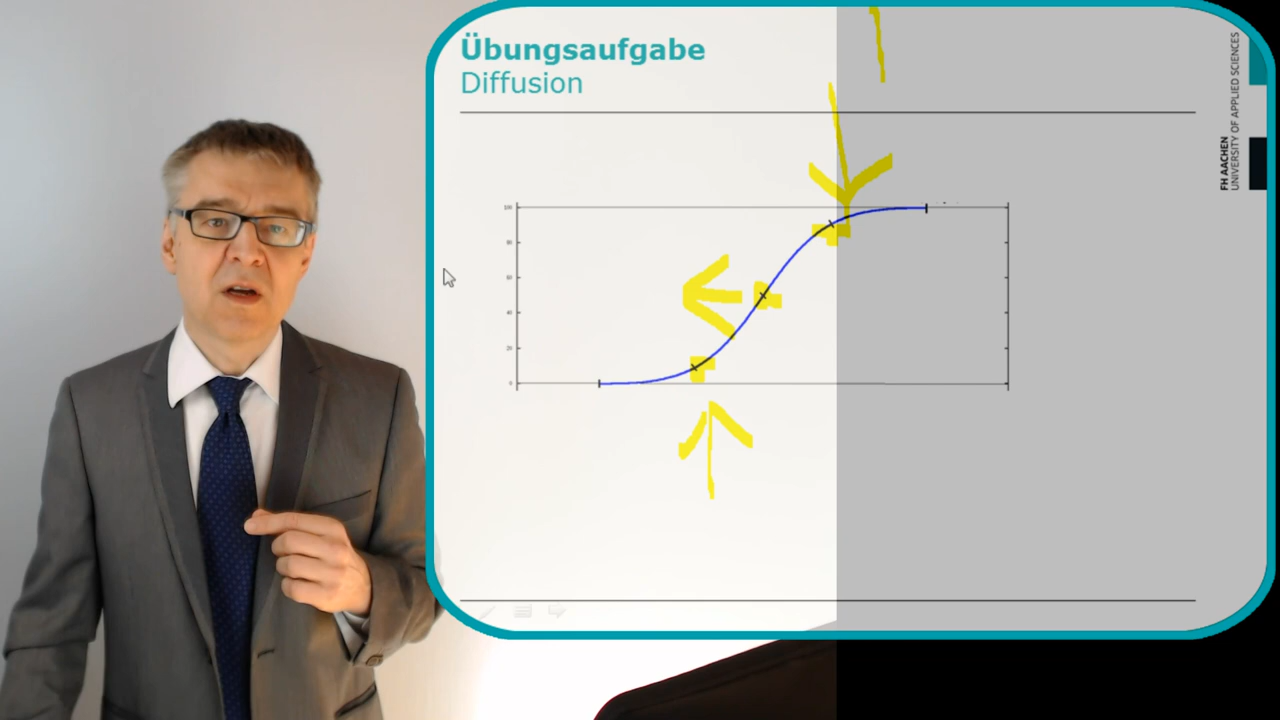 Übungsaufgabe
Diffusion
FH AACHEN
UNIVERSITY OF APPLIED SCIENCES
100
80
60
40
20
0